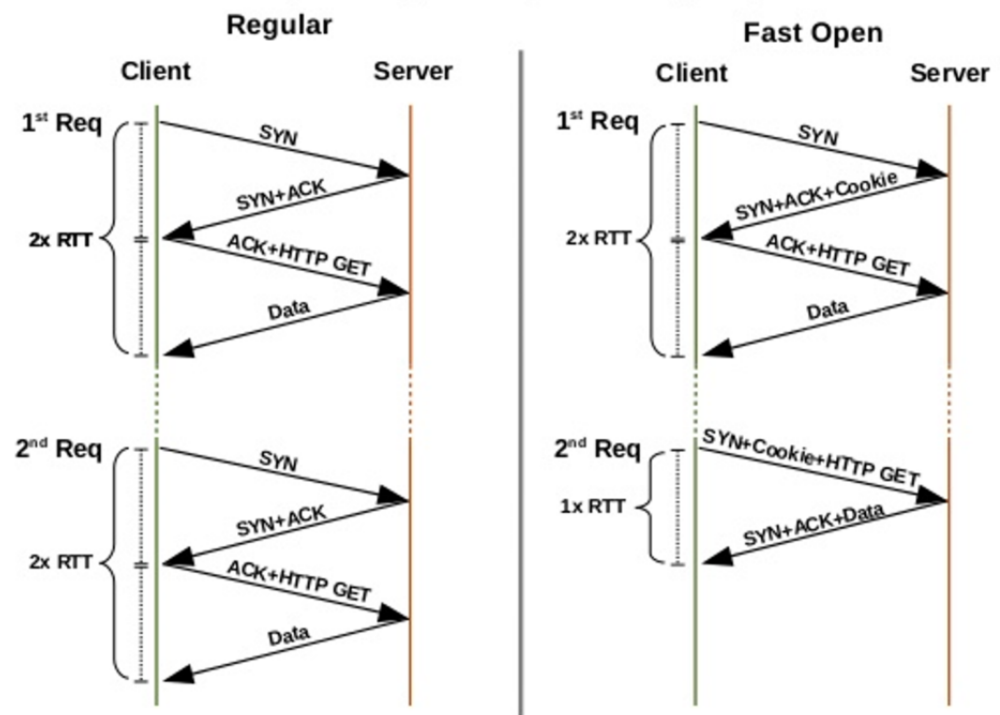 Regular
Client Server
1st Req
SYN
SYN+ACK
2x RTT
ACK+HTTP GET
Data
2nd Req
SYN
SYN+ACK
2x RTT
ACK+HTTP GET
Data
Fast Open
Client Server
1st Req
SYN
SYN+ACK+Cookie
2x RTT
ACK+HTTP GET
Data
2nd Req
SYN+Cookie+HTTP GET
1x RTT
SYN+ACK+Data